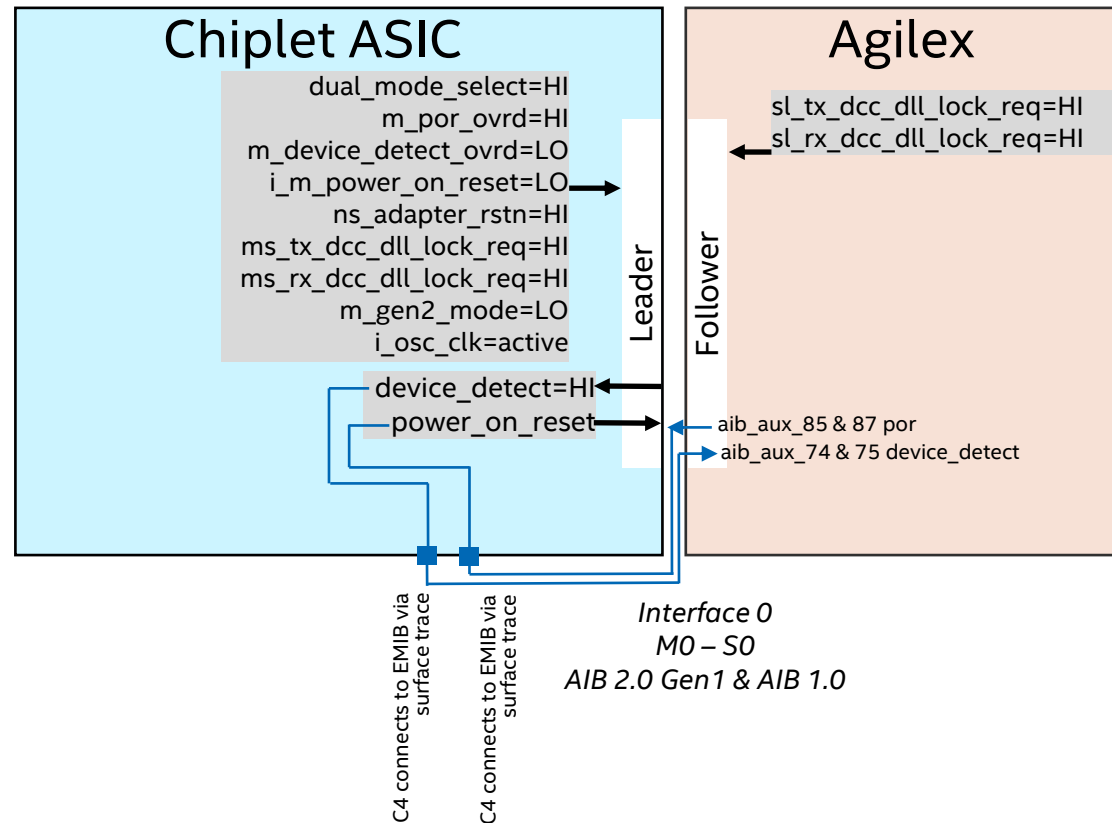 Chiplet ASIC
dual_mode_select=HI
m_por_ovrd=HI
m_device_detect_ovrd=LO
i_m_power_on_reset=LO
ns_adapter_rstn=HI
ms_tx_dcc_dll_lock_req=HI
ms_rx_dcc_dll_lock_req=HI
m_gen2_mode=LO
i_osc_clk=active
device_detect=HI
power_on_reset
Leader
Agilex
sl_tx_dcc_dll_lock_req=HI
sl_rx_dcc_dll_lock_req=HI
Follower
aib_aux_85 & 87 por
aib_aux_74 & 75 device_detect
C4 connects to EMIB via
surface trace
C4 connects to EMIB via
surface trace
Interface 0
M0 – S0
AIB 2.0 Gen1 & AIB 1.0